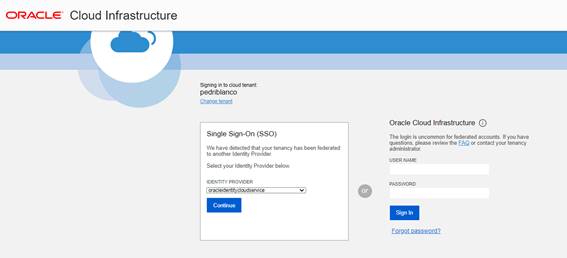 ORACLE Cloud Infrastructure
Signing in to cloud tenant:
pedriblanco
Change tenant
Single Sign-On (SSO)
We have detected that your tenancy has been federated
to another Identity Provider.
Select your Identity Provider below.
IDENTITY PROVIDER
oracleidentitycloudservice
Continue
or
Oracle Cloud Infrastructure
The login is uncommon for federated accounts. If you have
questions, please review the FAQ or contact your tenancy
administrator.
USER NAME
PASSWORD
Sign In
Forgot password?